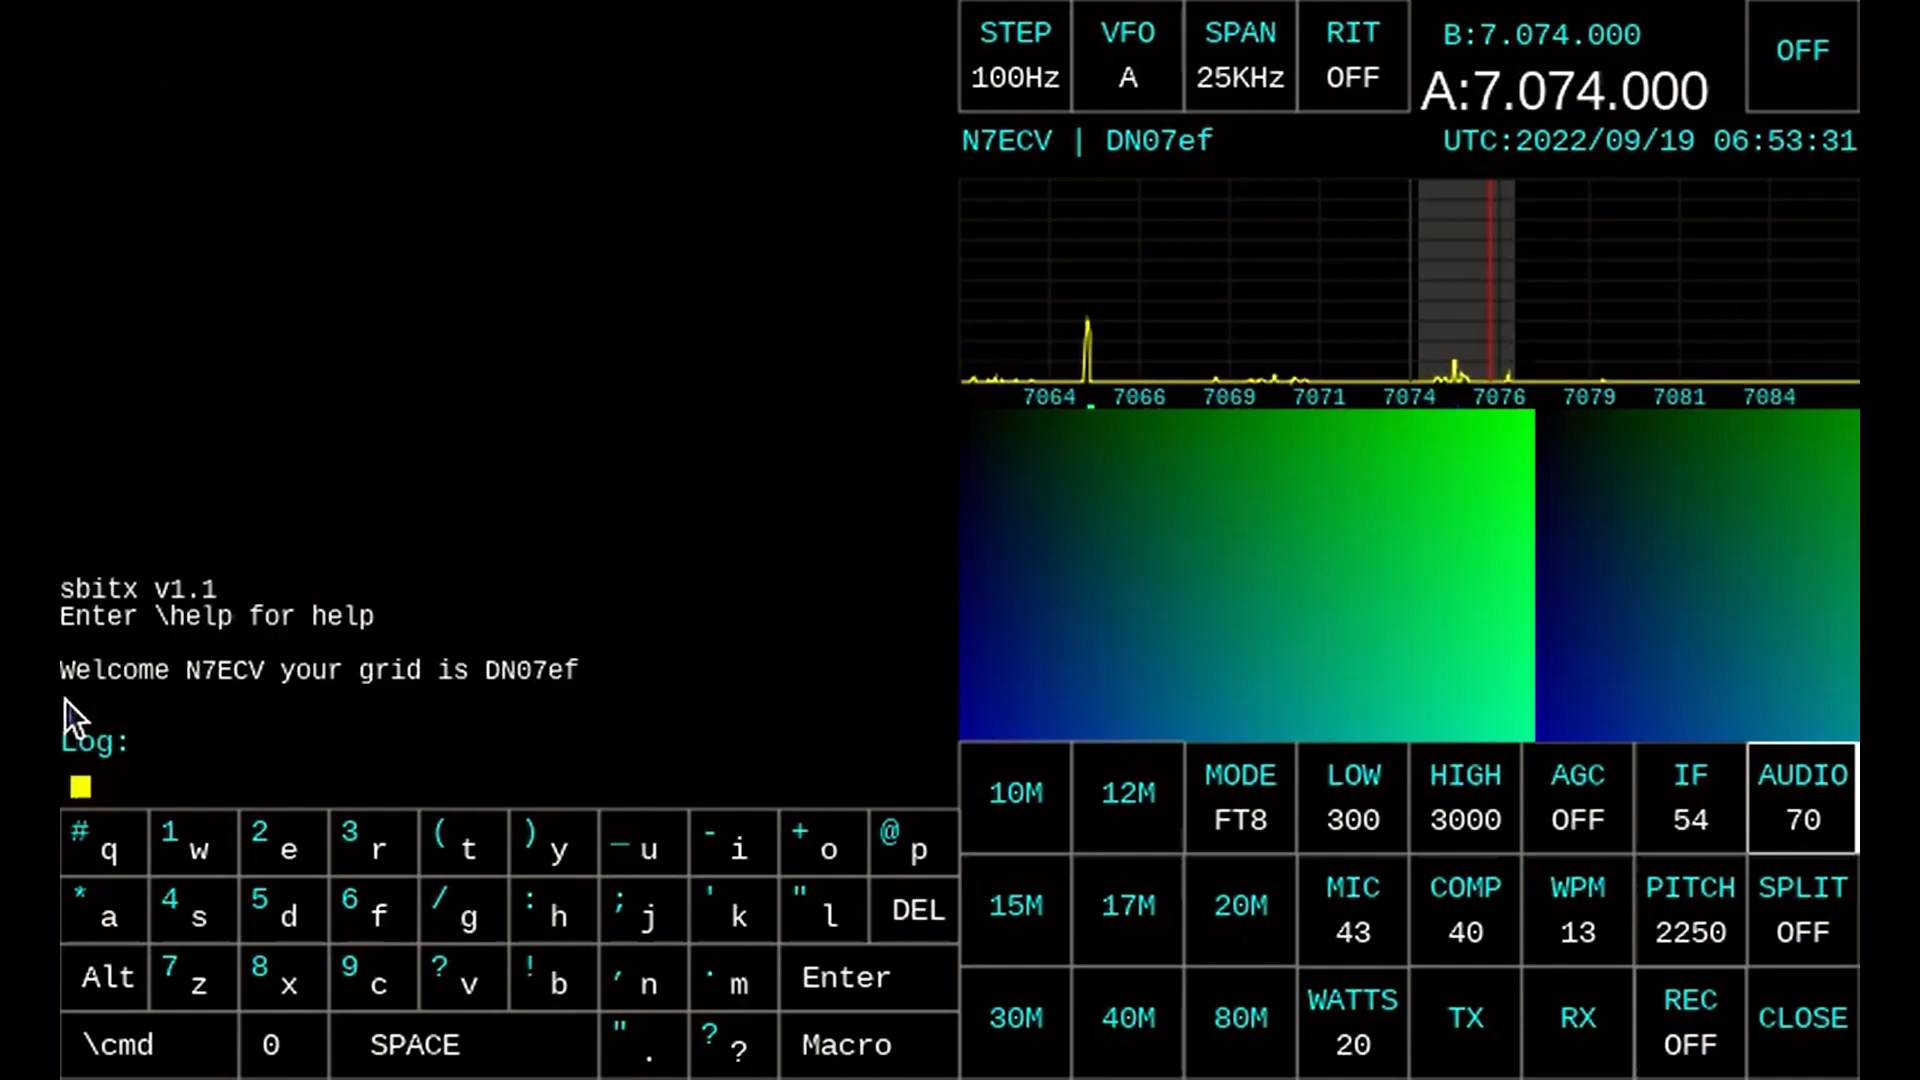 STEP VFO SPAN RIT B:7.074.000 OFF
100Hz A 25KHz OFF A:7.074.000
N7ECV | DN07ef UTC:2022/09/19 06:53:31
7064 7066 7069 7071 7074 7076 7079 7081 7084
sbitx v1.1
Enter \help for help
Welcome N7ECV your grid is DN07ef
Log:
# q 1 w 2 e 3 r ( t ) y _ u - i + o @ p
* a 4 s 5 d 6 f / g : h ; j ' k " l DEL
Alt 7 z 8 x 9 c ? v ! b , n . m Enter
\cmd 0 SPACE " . ? ? Macro
10M 12M MODE LOW HIGH AGC IF AUDIO
FT8 300 3000 OFF 54 70
15M 17M 20M MIC COMP WPM PITCH SPLIT
43 40 13 2250 OFF
30M 40M 80M WATTS TX RX REC CLOSE
20 OFF